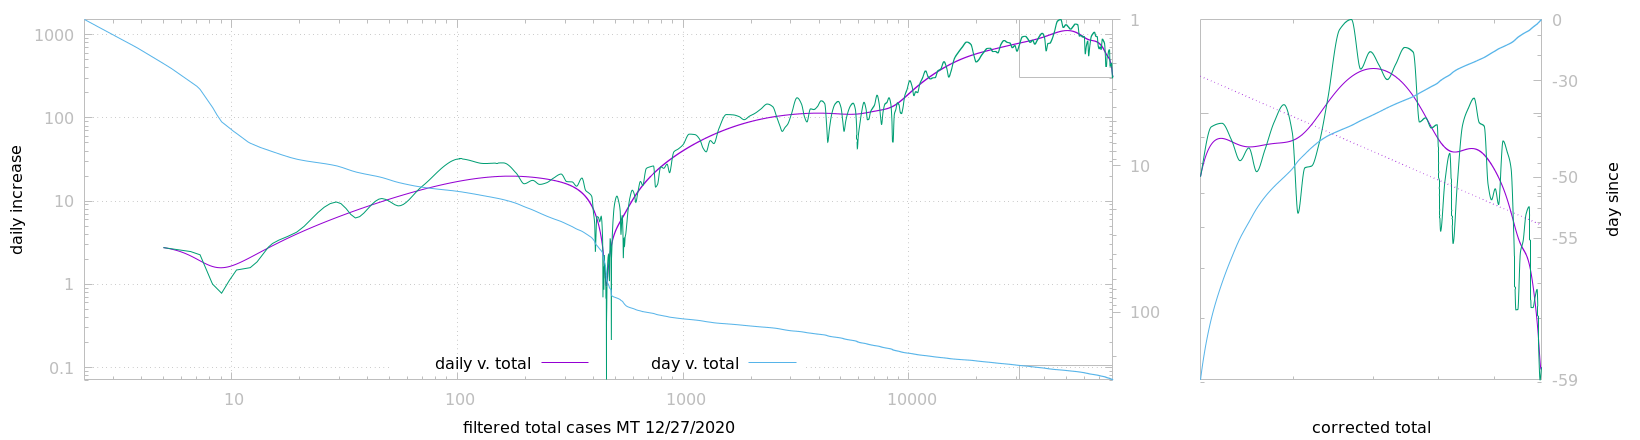 daily increase
1000
100
10
1
0.1
daily v. total
day v. total
10
100
1000
10000
filtered total cases MT 12/27/2020
1
10
100
0
-30
-50
-55
-59
day since
corrected total